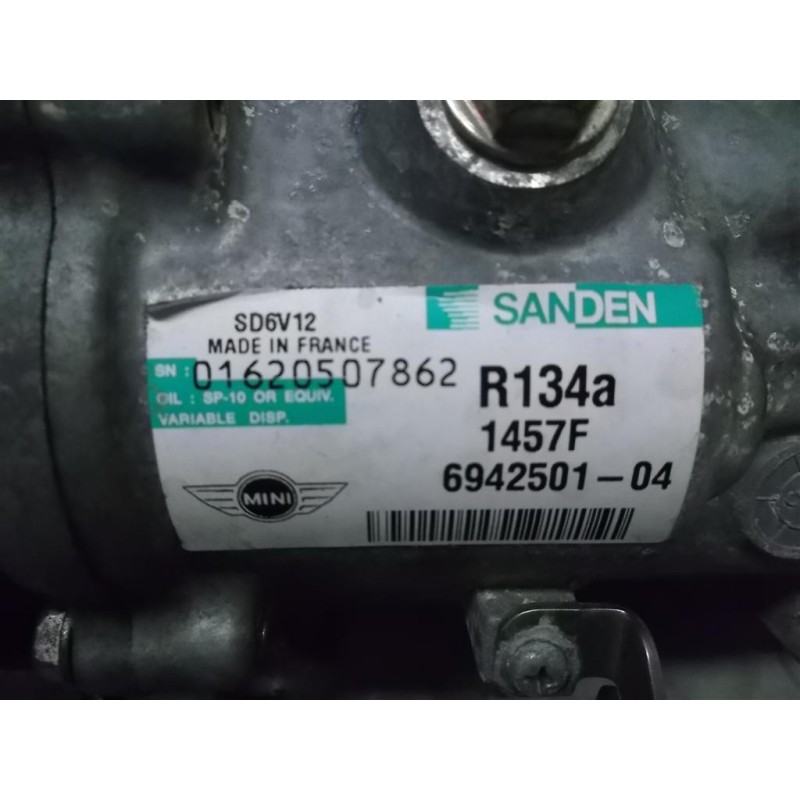 SANDEN
SD6V12
MADE IN FRANCE
SN : 01620507862
OIL : SP-10 OR EQUIV.
VARIABLE DISP.
R134a
1457F
6942501-04
MINI